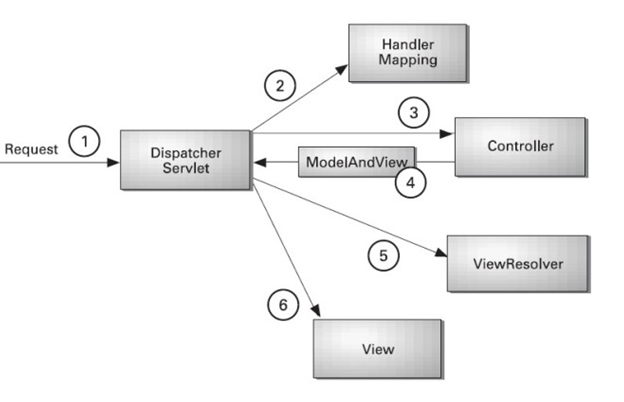 Handler
Mapping
2
3
Request
1
Dispatcher
Servlet
ModelAndView
4
Controller
5
ViewResolver
6
View